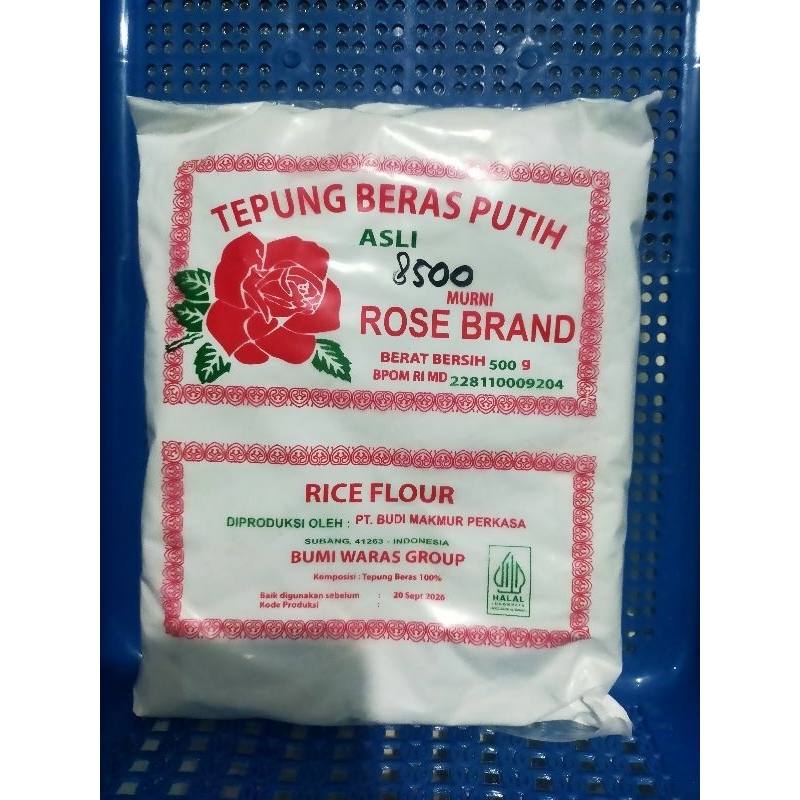 TEPUNG BERAS PUTIH
ASLI
8500
MURNI
ROSE BRAND
BERAT BERSIH 500 g
BPOM RI MD 228110009204
RICE FLOUR
DIPRODUKSI OLEH : PT. BUDI MAKMUR PERKASA
SUBANG, 41263 - INDONESIA
BUMI WARAS GROUP
Komposisi : Tepung Beras 100%
Baik digunakan sebelum : 20 Sept 2026
Kode Produksi :
HALAL
INDONESIA